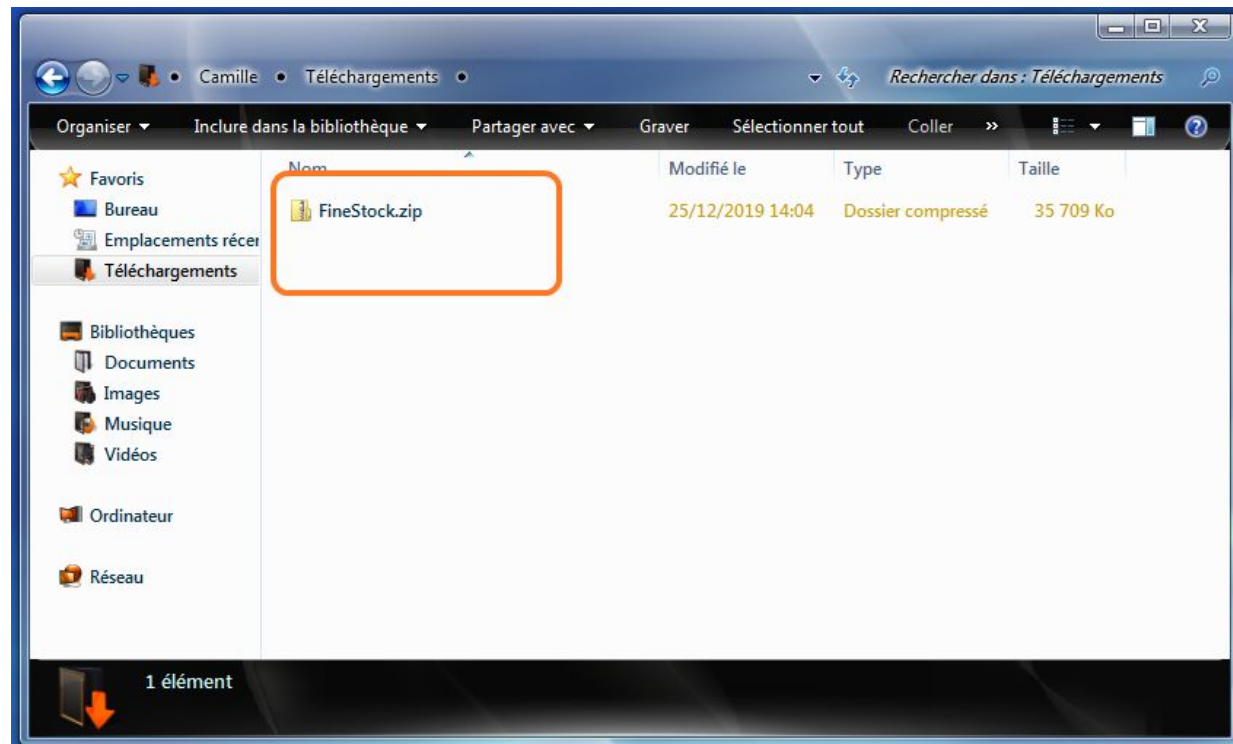 Camille • Téléchargements •
Rechercher dans : Téléchargements
Organiser Inclure dans la bibliothèque Partager avec Graver Sélectionner tout Coller »
Favoris
Bureau
Emplacements récer
Téléchargements
Bibliothèques
Documents
Images
Musique
Vidéos
Ordinateur
Réseau
Nom Modifié le Type Taille
FineStock.zip 25/12/2019 14:04 Dossier compressé 35 709 Ko
1 élément